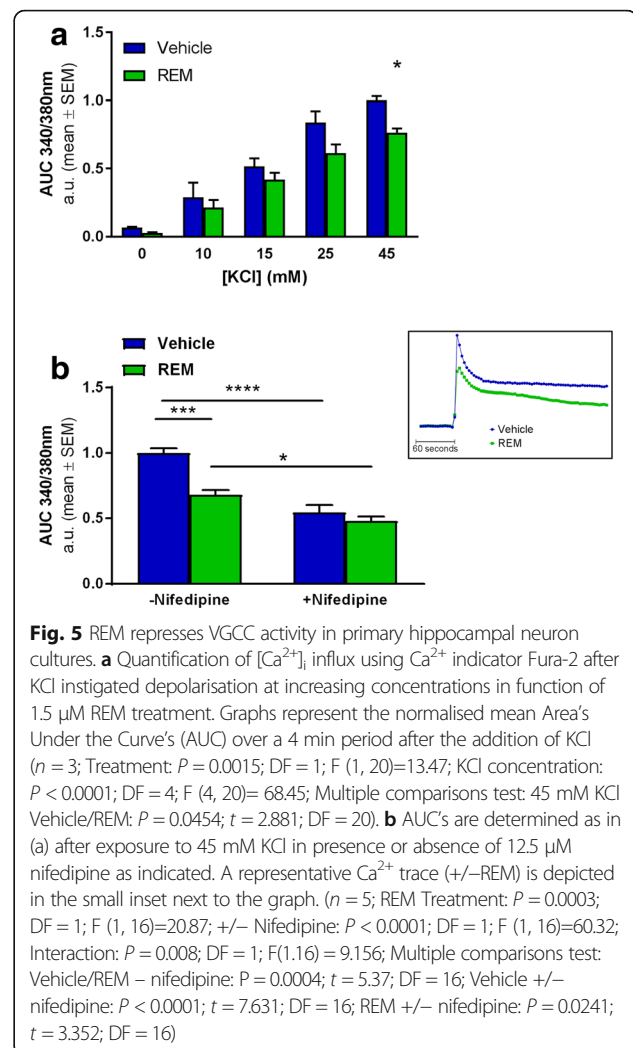 a
Vehicle
REM
AUC 340/380nm
a.u. (mean ± SEM)
1.5
1.0
0.5
0.0
*
0 10 15 25 45
[KCl] (mM)
b
Vehicle
REM
AUC 340/380nm
a.u. (mean ± SEM)
1.5
1.0
0.5
0.0
****
***
*
-Nifedipine +Nifedipine
Vehicle
REM
60 seconds
Fig. 5 REM represses VGCC activity in primary hippocampal neuron
cultures. a Quantification of [Ca²⁺]ᵢ influx using Ca²⁺ indicator Fura-2 after
KCl instigated depolarisation at increasing concentrations in function of
1.5 μM REM treatment. Graphs represent the normalised mean Area's
Under the Curve's (AUC) over a 4 min period after the addition of KCl
(n = 3; Treatment: P = 0.0015; DF = 1; F (1, 20)=13.47; KCl concentration:
P < 0.0001; DF = 4; F (4, 20)= 68.45; Multiple comparisons test: 45 mM KCl
Vehicle/REM: P = 0.0454; t = 2.881; DF = 20). b AUC's are determined as in
(a) after exposure to 45 mM KCl in presence or absence of 12.5 μM
nifedipine as indicated. A representative Ca²⁺ trace (+/−REM) is depicted
in the small inset next to the graph. (n = 5; REM Treatment: P = 0.0003;
DF = 1; F (1, 16)=20.87; +/− Nifedipine: P < 0.0001; DF = 1; F (1, 16)=60.32;
Interaction: P = 0.008; DF = 1; F(1.16) = 9.156; Multiple comparisons test:
Vehicle/REM – nifedipine: P = 0.0004; t = 5.37; DF = 16; Vehicle +/−
nifedipine: P < 0.0001; t = 7.631; DF = 16; REM +/− nifedipine: P = 0.0241;
t = 3.352; DF = 16)